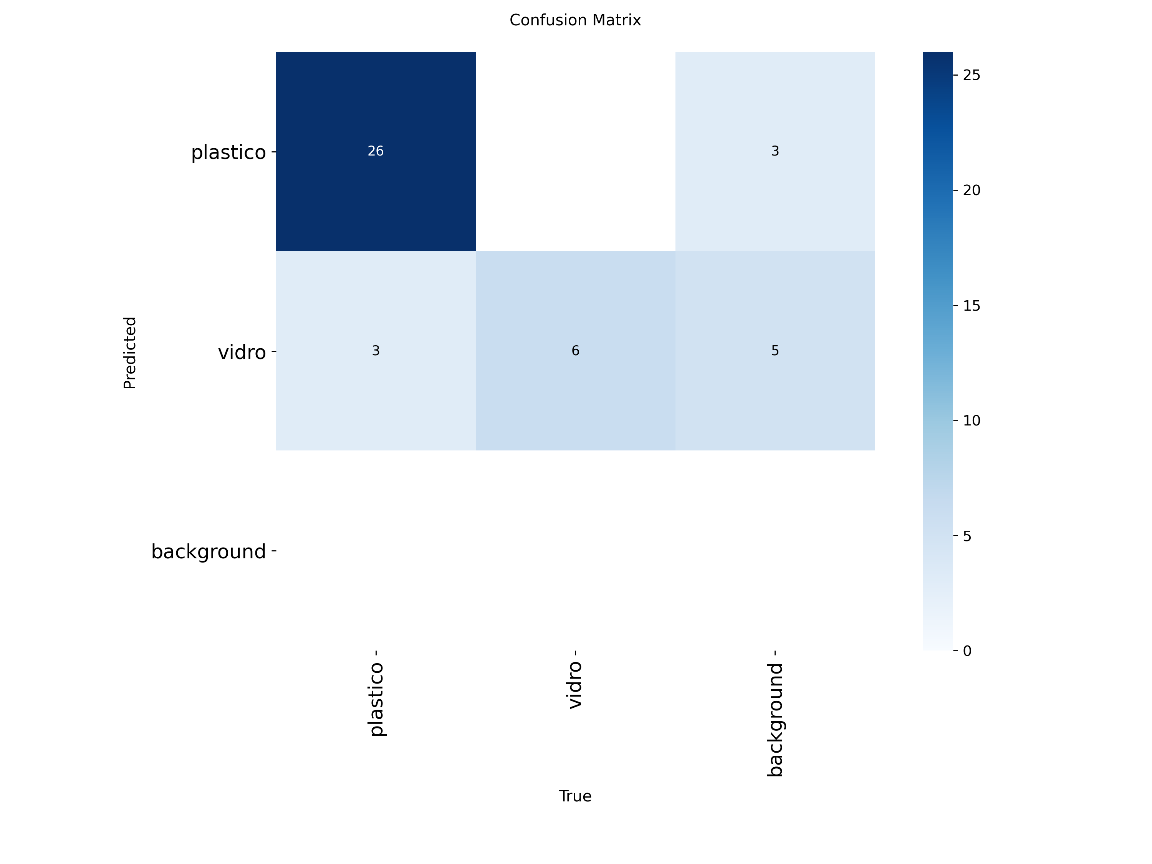 Confusion Matrix
plastico
26
3
25
20
15
10
5
0
vidro
3
6
5
background
Predicted
plastico
vidro
background
True